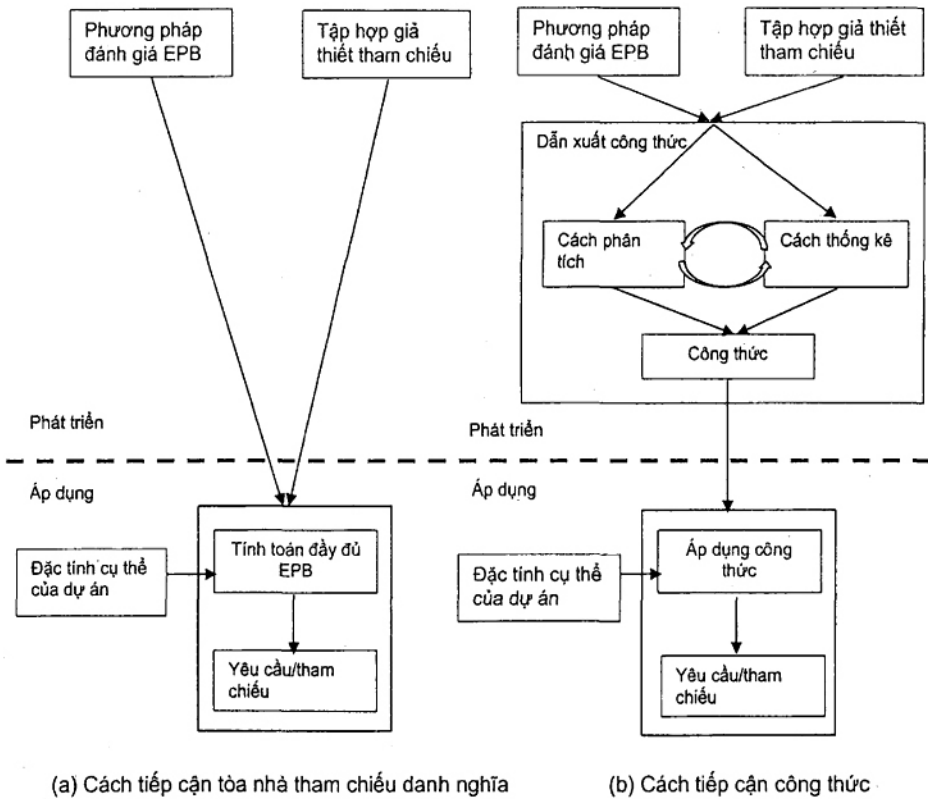 Phương pháp
đánh giá EPB
Tập hợp giả
thiết tham chiếu
Phát triển
Áp dụng
Tính toán đầy đủ
EPB
Đặc tính cụ thể
của dự án
Yêu cầu/tham
chiếu
(a) Cách tiếp cận tòa nhà tham chiếu danh nghĩa
Phương pháp
đánh giá EPB
Tập hợp giả thiết
tham chiếu
Dẫn xuất công thức
Cách phân
tích
Cách thống kê
Công thức
Phát triển
Áp dụng
Áp dụng công
thức
Đặc tính cụ thể
của dự án
Yêu cầu/tham
chiếu
(b) Cách tiếp cận công thức